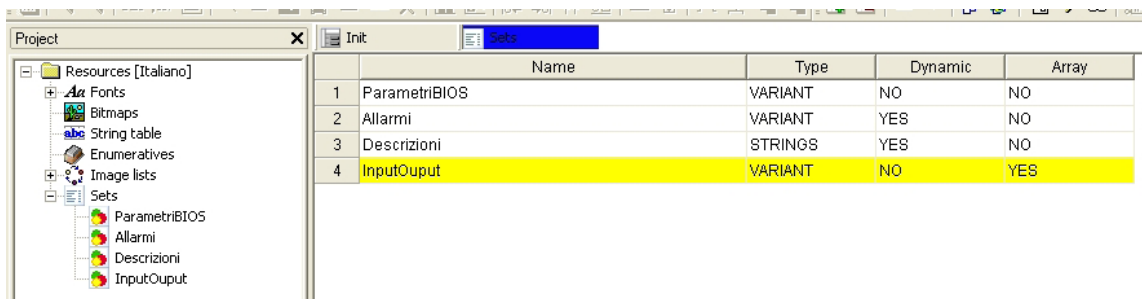 Project
Init
Sets
Resources [Italiano]
Fonts
Bitmaps
String table
Enumeratives
Image lists
Sets
ParametriBIOS
Allarmi
Descrizioni
InputOuput
Name Type Dynamic Array
1 ParametriBIOS VARIANT NO NO
2 Allarmi VARIANT YES NO
3 Descrizioni STRINGS YES NO
4 InputOuput VARIANT NO YES